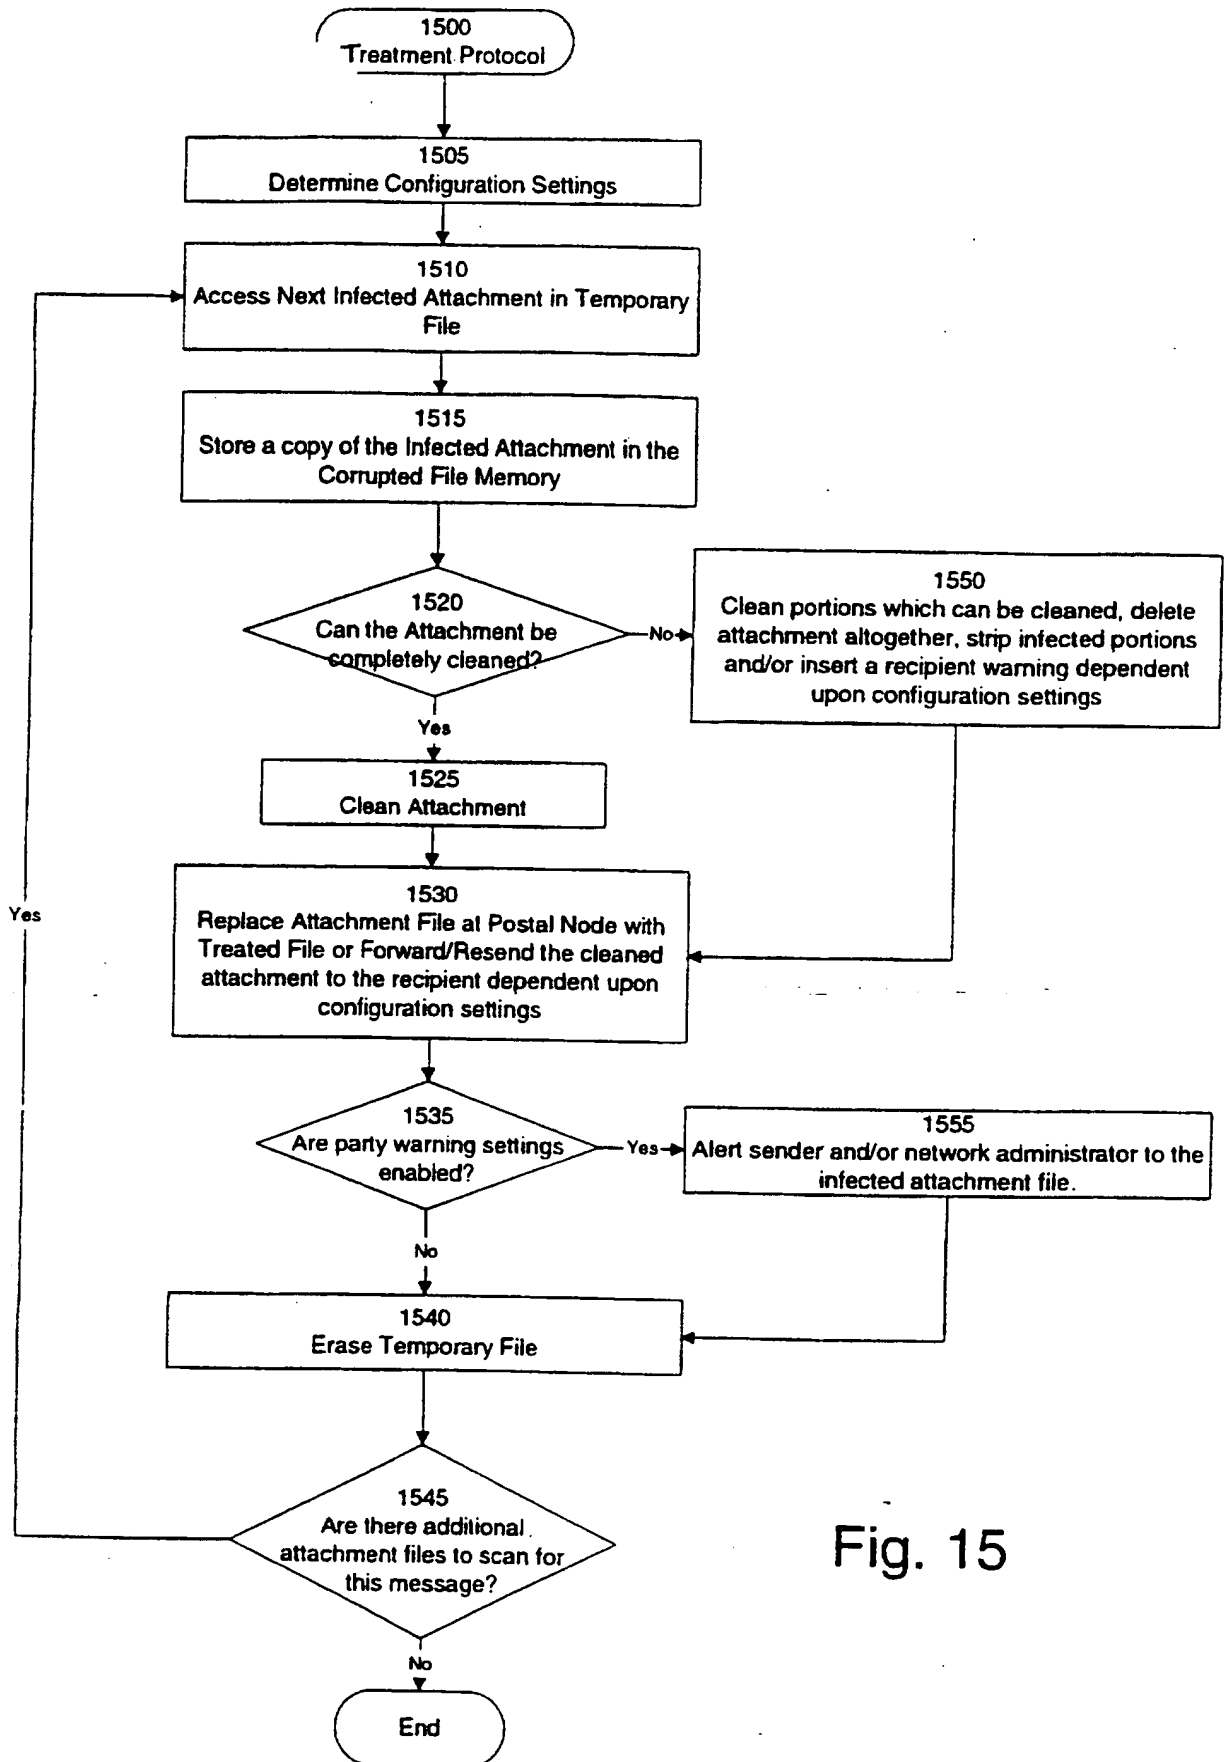 1500
Treatment Protocol
1505
Determine Configuration Settings
1510
Access Next Infected Attachment in Temporary
File
1515
Store a copy of the Infected Attachment in the
Corrupted File Memory
1520
Can the Attachment be
completely cleaned?
No
1550
Clean portions which can be cleaned, delete
attachment altogether, strip infected portions
and/or insert a recipient warning dependent
upon configuration settings
Yes
1525
Clean Attachment
1530
Replace Attachment File at Postal Node with
Treated File or Forward/Resend the cleaned
attachment to the recipient dependent upon
configuration settings
Yes
1535
Are party warning settings
enabled?
Yes
1555
Alert sender and/or network administrator to the
infected attachment file.
No
1540
Erase Temporary File
1545
Are there additional
attachment files to scan for
this message?
No
End
Fig. 15